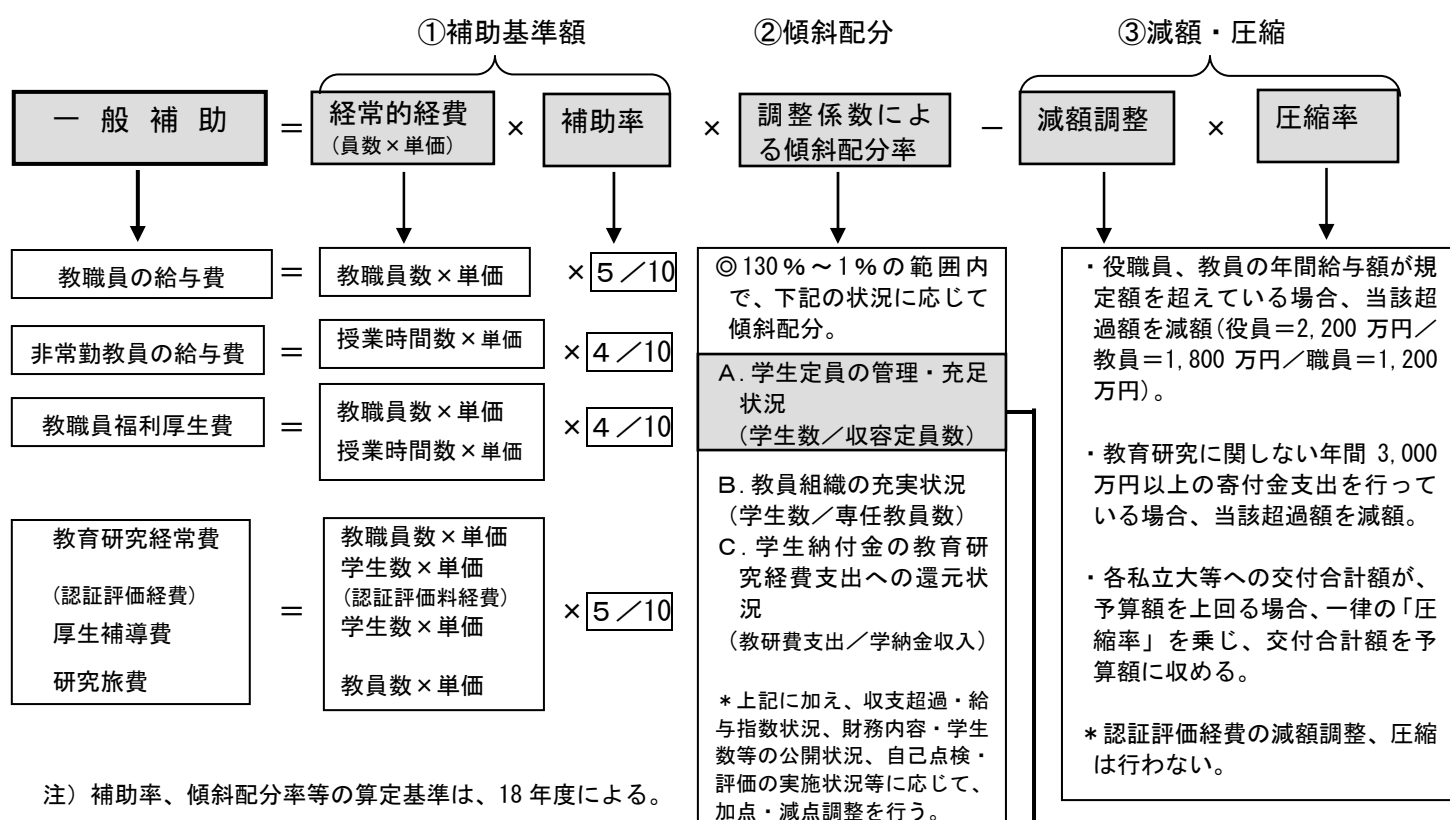 ①補助基準額 ②傾斜配分 ③減額・圧縮
一般補助 ＝ 経常的経費 × 補助率 × 調整係数によ － 減額調整 × 圧縮率
(員数×単価) る傾斜配分率
教職員の給与費 ＝ 教職員数×単価 × ５／10
非常勤教員の給与費 ＝ 授業時間数×単価 × ４／10
教職員福利厚生費 ＝ 教職員数×単価 × ４／10
授業時間数×単価
教育研究経常費 教職員数×単価
学生数×単価
(認証評価経費) ＝ (認証評価料経費) × ５／10
厚生補導費 学生数×単価
研究旅費 教員数×単価
注）補助率、傾斜配分率等の算定基準は、18年度による。
◎130％～1％の範囲内
で、下記の状況に応じて
傾斜配分。
Ａ.学生定員の管理・充足
状況
（学生数／収容定員数）
Ｂ.教員組織の充実状況
（学生数／専任教員数）
Ｃ.学生納付金の教育研
究経費支出への還元状
況
（教研費支出／学納金収入）
＊上記に加え、収支超過・給
与指数状況、財務内容・学生
数等の公開状況、自己点検・
評価の実施状況等に応じて、
加点・減点調整を行う。
・役職員、教員の年間給与額が規
定額を超えている場合、当該超
過額を減額(役員＝2,200万円／
教員＝1,800万円／職員＝1,200
万円)。
・教育研究に関しない年間 3,000
万円以上の寄付金支出を行って
いる場合、当該超過額を減額。
・各私立大等への交付合計額が、
予算額を上回る場合、一律の「圧
縮率」を乗じ、交付合計額を予
算額に収める。
＊認証評価経費の減額調整、圧縮
は行わない。